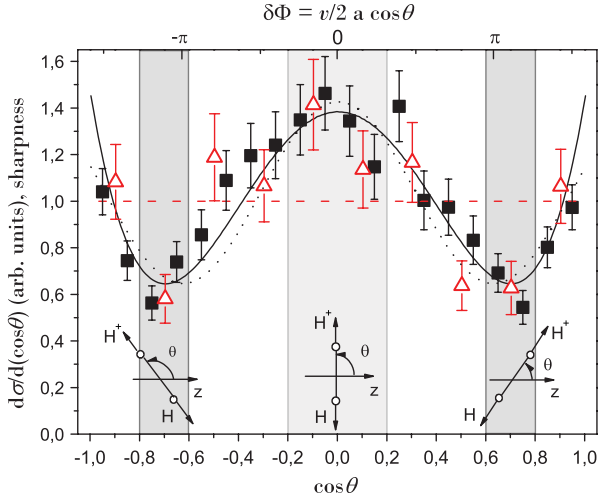 δΦ = v/2 a cosθ
-π 0 π
dσ/d(cosθ) (arb. units), sharpness
1,6
1,4
1,2
1,0
0,8
0,6
0,4
0,2
0,0
H⁺ θ z H
H⁺ θ z H
H⁺ θ z H
-1,0 -0,8 -0,6 -0,4 -0,2 0,0 0,2 0,4 0,6 0,8 1,0
cosθ